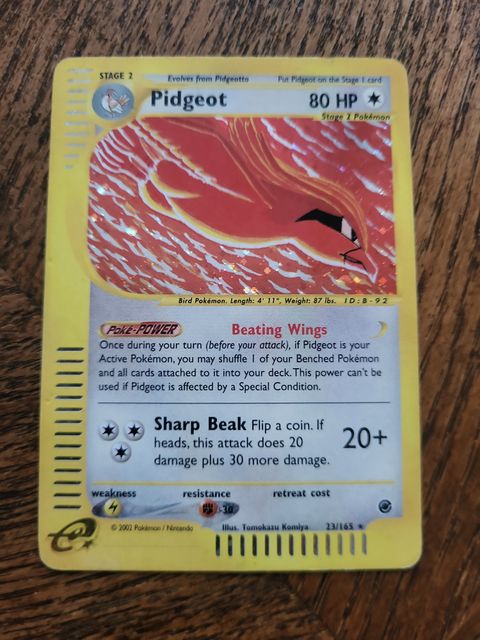 STAGE 2 Evolves from Pidgeotto Put Pidgeot on the Stage 1 card
Pidgeot 80 HP
Stage 2 Pokémon
Bird Pokémon. Length: 4' 11", Weight: 87 lbs. ID: B - 92
Poké-POWER Beating Wings
Once during your turn (before your attack), if Pidgeot is your
Active Pokémon, you may shuffle 1 of your Benched Pokémon
and all cards attached to it into your deck. This power can't be
used if Pidgeot is affected by a Special Condition.
Sharp Beak Flip a coin. If
heads, this attack does 20
damage plus 30 more damage.
20+
weakness resistance retreat cost
-30
© 2002 Pokémon / Nintendo Illus. Tomokazu Komiya 23/165 ★
e